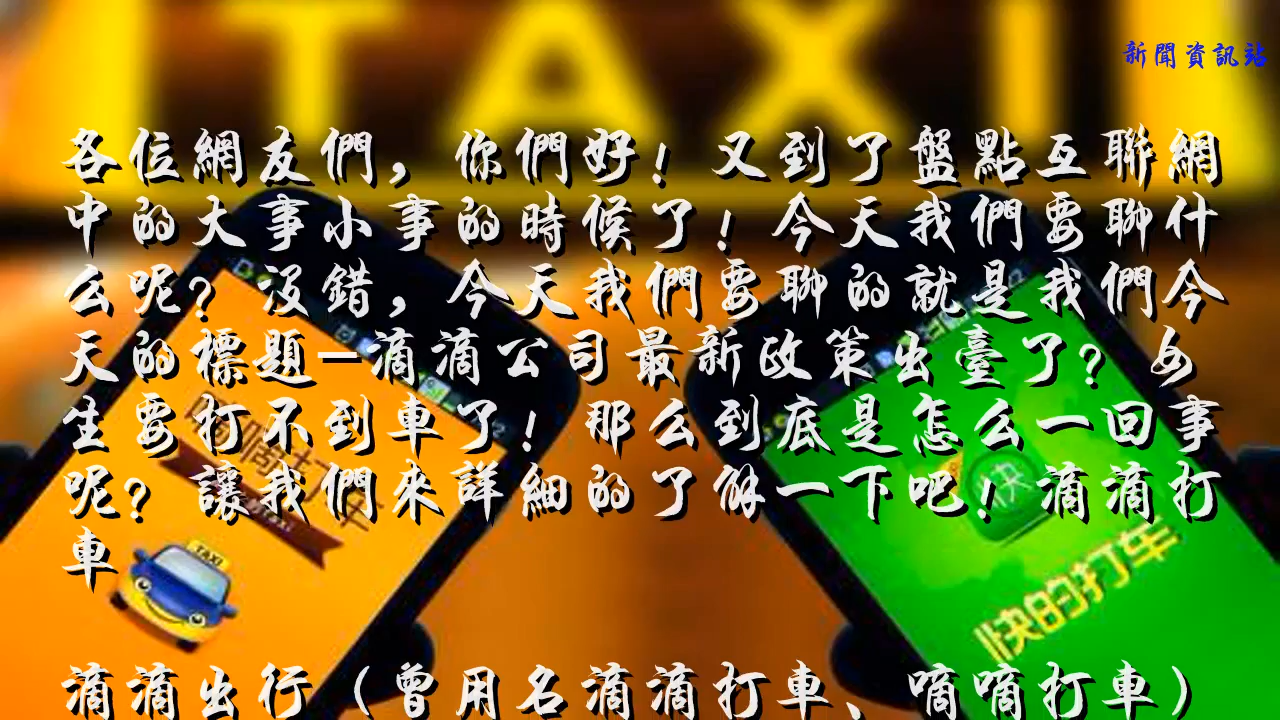 TAXI
新聞資訊站
各位網友們，你們好！又到了盤點互聯網
中的大事小事的時候了！今天我們要聊什
么呢？沒錯，今天我們要聊的就是我們今
天的標題—滴滴公司最新政策出臺了？女
生要打不到車了！那么到底是怎么一回事
呢？讓我們來詳細的了解一下吧！滴滴打
車
TAXI
快
快的打车
滴滴出行（曾用名滴滴打車、嘀嘀打車）